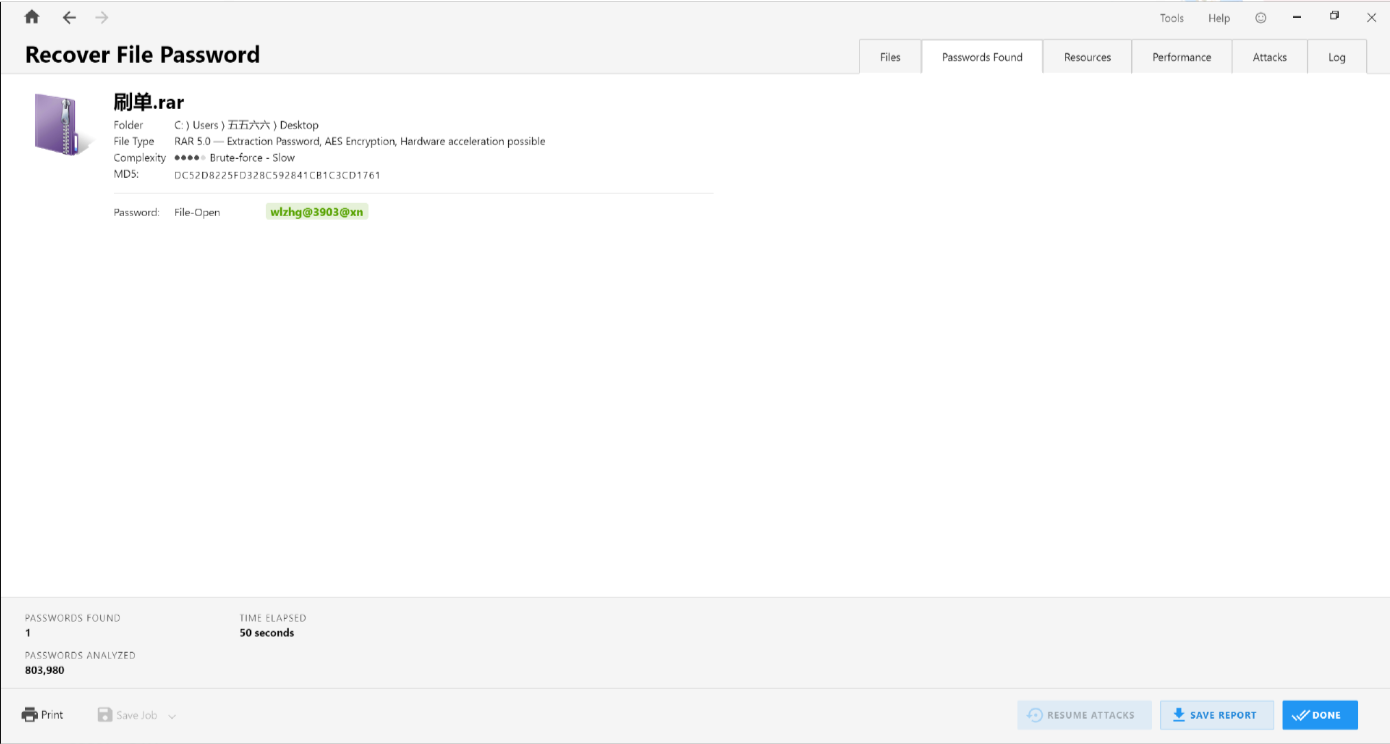 Tools Help
Recover File Password
Files Passwords Found Resources Performance Attacks Log
刷单.rar
Folder C: ) Users ) 五五六六 ) Desktop
File Type RAR 5.0 — Extraction Password, AES Encryption, Hardware acceleration possible
Complexity Brute-force - Slow
MD5: DC52D8225FD328C592841CB1C3CD1761
Password: File-Open wlzhg@3903@xn
PASSWORDS FOUND TIME ELAPSED
1 50 seconds
PASSWORDS ANALYZED
803,980
Print Save Job RESUME ATTACKS SAVE REPORT DONE